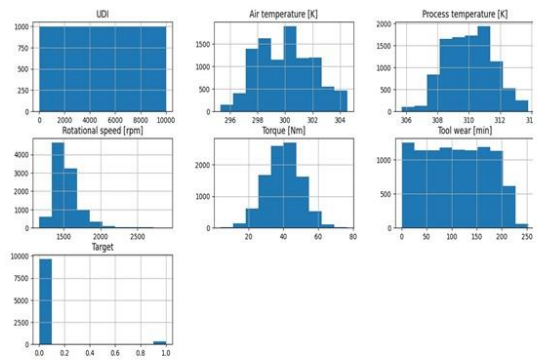 UDI
Air temperature [K]
Process temperature [K]
1000
750
500
250
0
0 2000 4000 6000 8000 10000
1500
1000
500
0
296 298 300 302 304
2000
1500
1000
500
0
306 308 310 312 31
Rotational speed [rpm]
Torque [Nm]
Tool wear [min]
4000
3000
2000
1000
0
1500 2000 2500
2000
1000
0
20 40 60 80
1000
500
0
0 50 100 150 200 250
Target
10000
7500
5000
2500
0
0.0 0.2 0.4 0.6 0.8 1.0